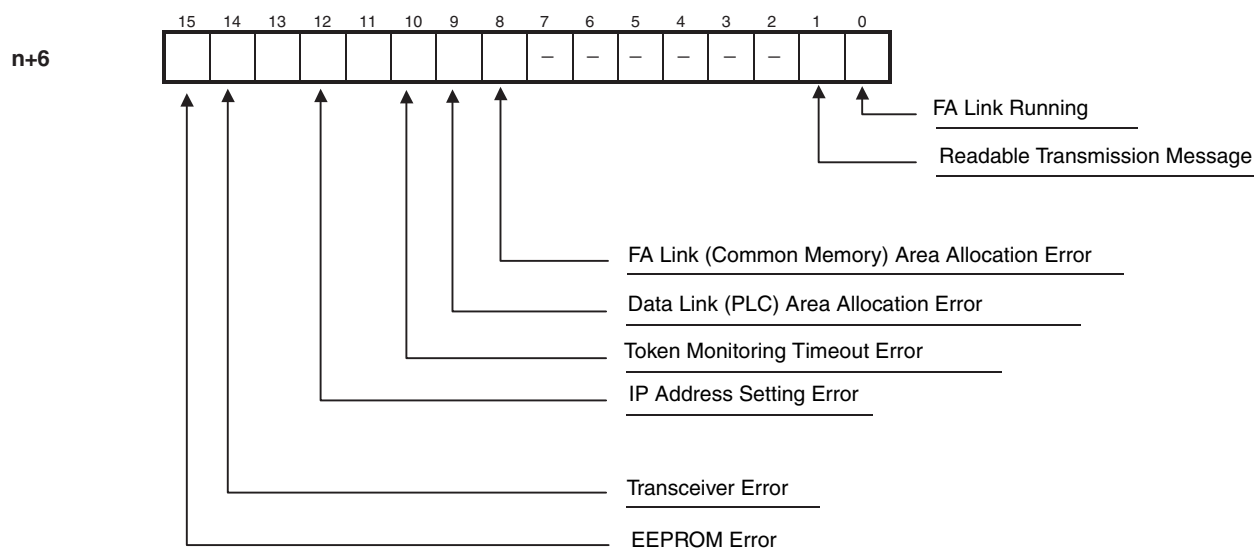 15 14 13 12 11 10 9 8 7 6 5 4 3 2 1 0
n+6 – – – – – –
FA Link Running
Readable Transmission Message
FA Link (Common Memory) Area Allocation Error
Data Link (PLC) Area Allocation Error
Token Monitoring Timeout Error
IP Address Setting Error
Transceiver Error
EEPROM Error